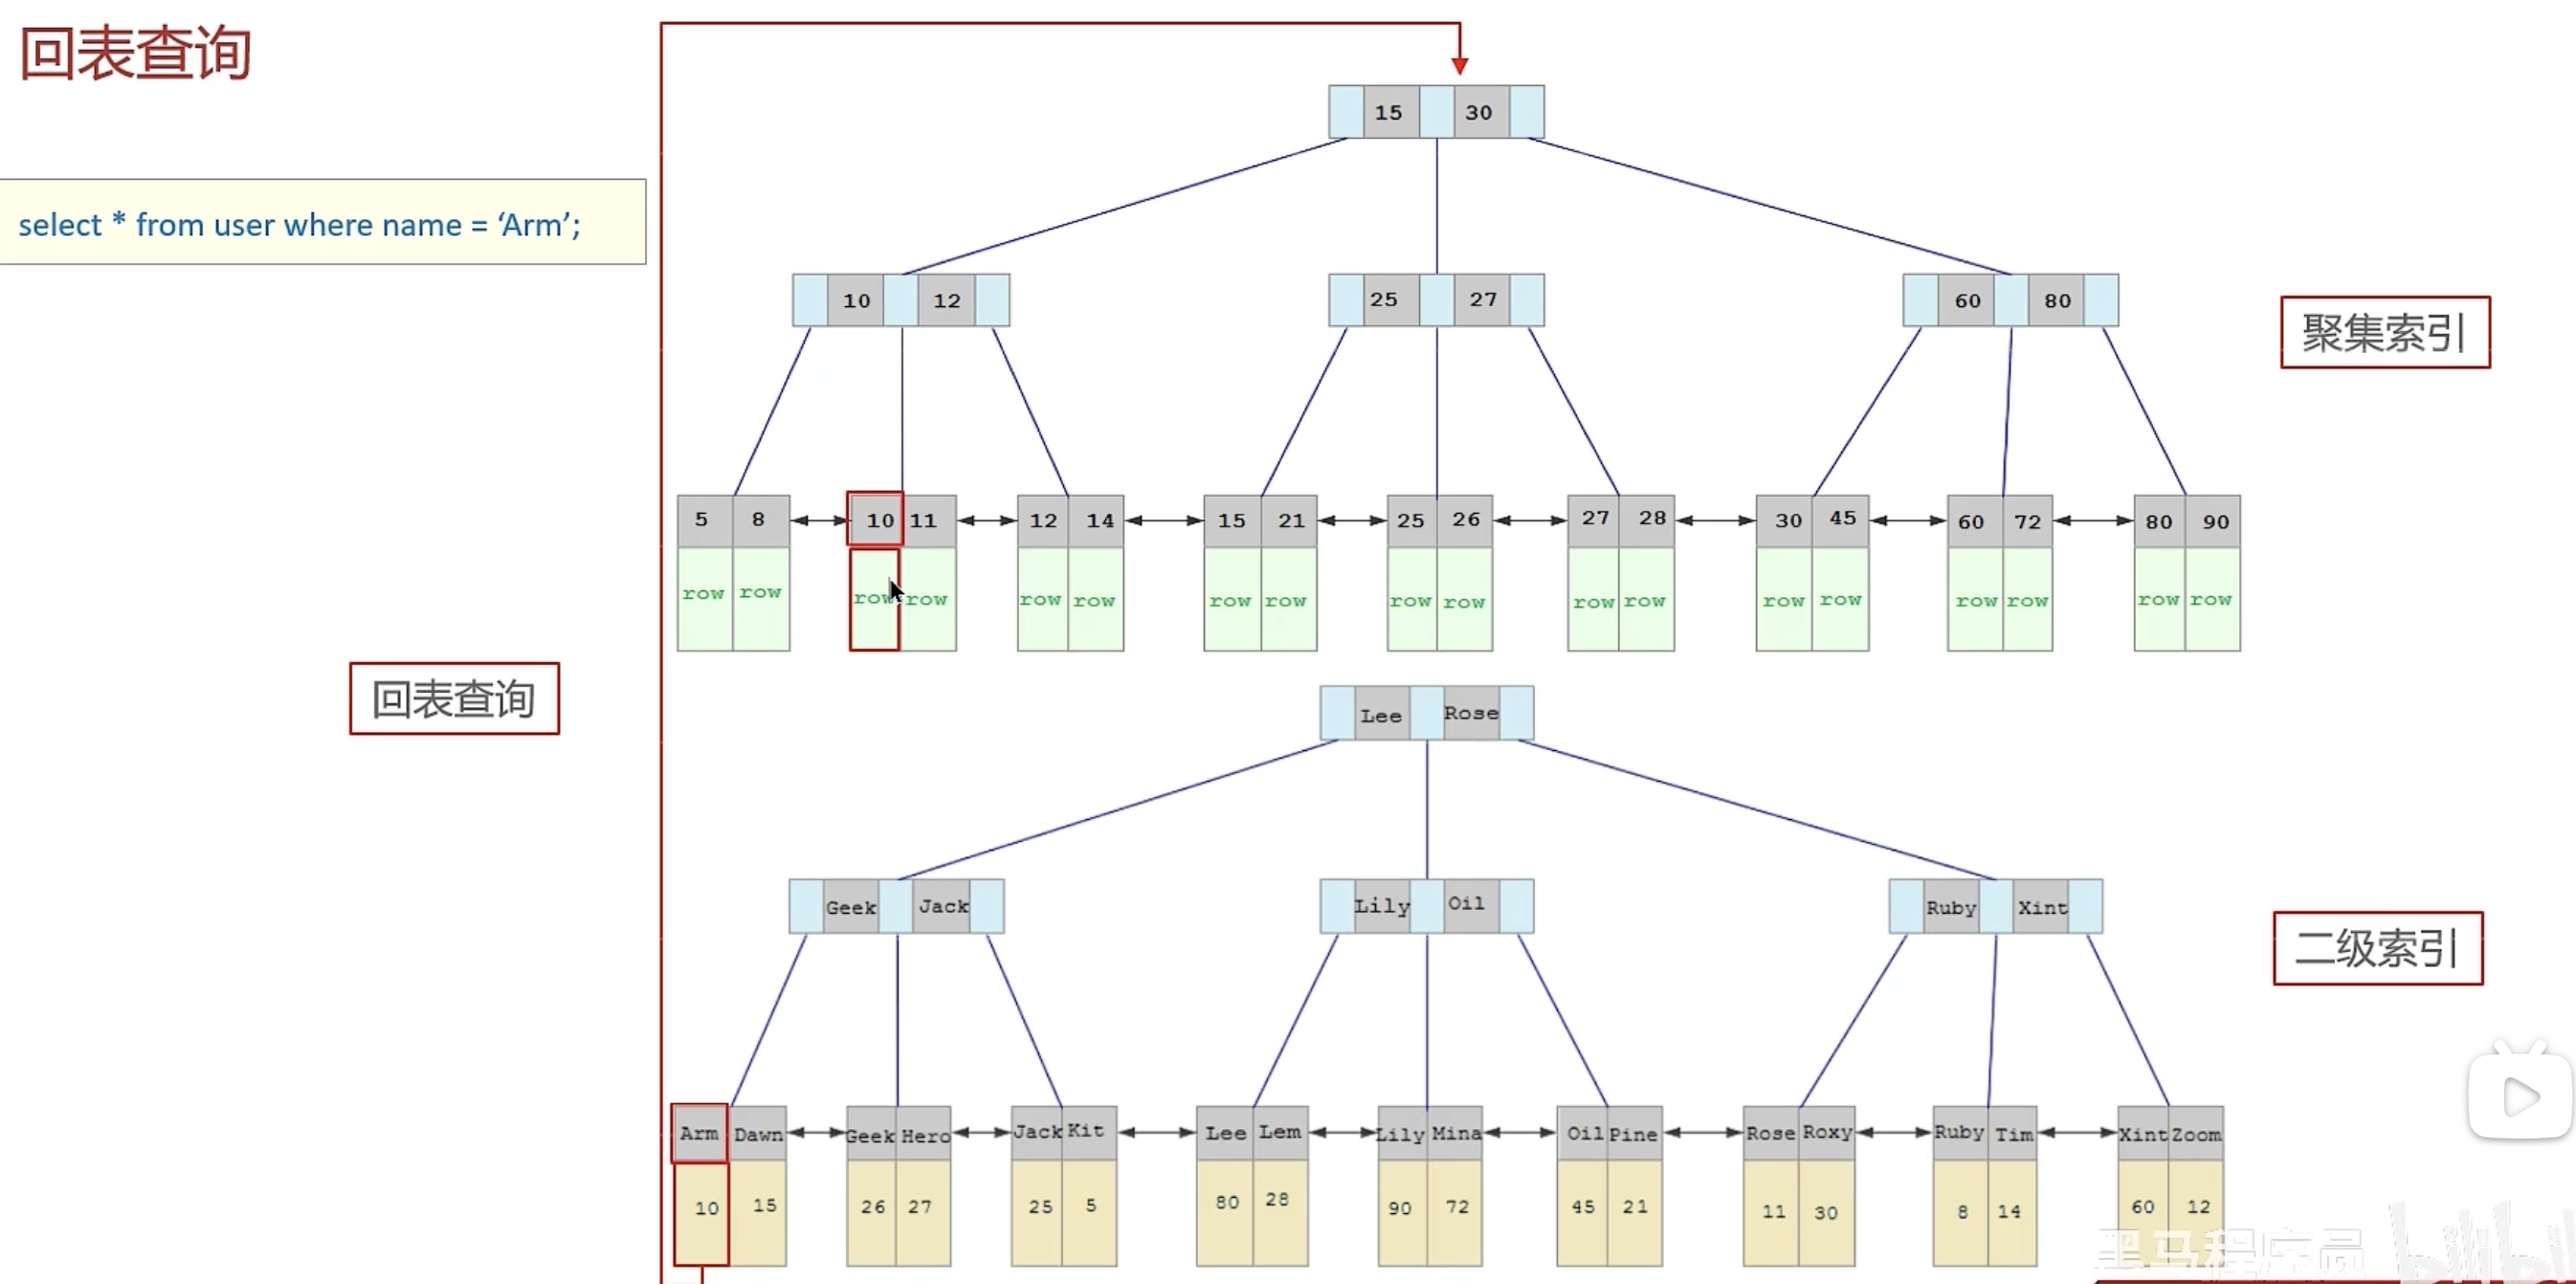 回表查询
select * from user where name = ‘Arm’;
15 30
10 12 25 27 60 80
聚集索引
5 8 10 11 12 14 15 21 25 26 27 28 30 45 60 72 80 90
row row row row row row row row row row row row row row row row row row
回表查询
Lee Rose
Geek Jack Lily Oil Ruby Xint
二级索引
Arm Dawn Geek Hero Jack Kit Lee Lem Lily Mina Oil Pine Rose Roxy Ruby Tim Xint Zoom
10 15 26 27 25 5 80 28 90 72 45 21 11 30 8 14 60 12
黑马程序员
bilibili